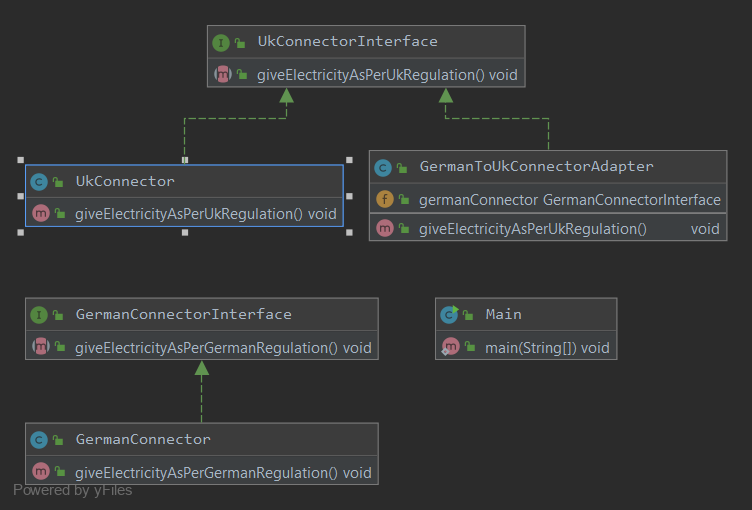 UkConnectorInterface
giveElectricityAsPerUkRegulation() void
UkConnector
giveElectricityAsPerUkRegulation() void
GermanToUkConnectorAdapter
germanConnector GermanConnectorInterface
giveElectricityAsPerUkRegulation() void
GermanConnectorInterface
giveElectricityAsPerGermanRegulation() void
Main
main(String[]) void
GermanConnector
giveElectricityAsPerGermanRegulation() void
Powered by yFiles